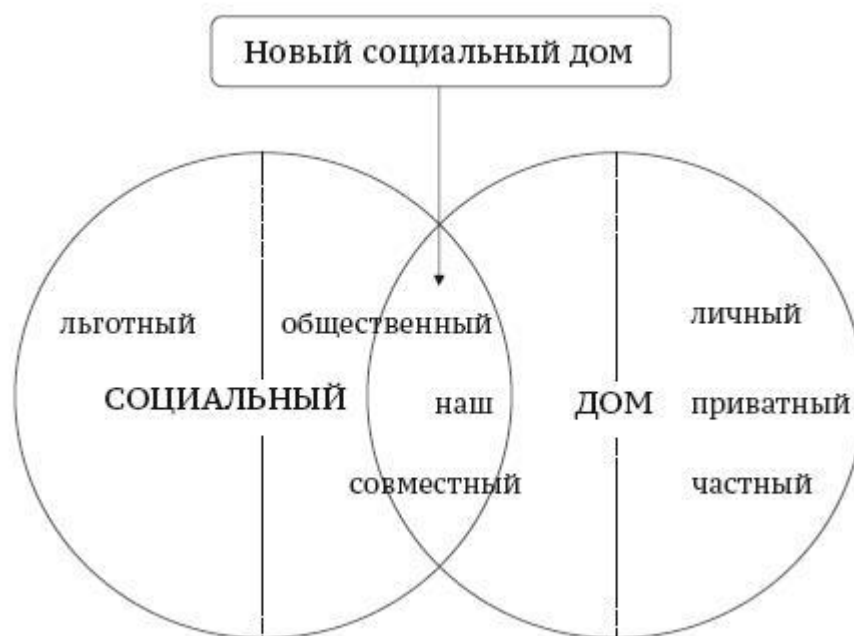 Новый социальный дом
льготный
общественный
личный
СОЦИАЛЬНЫЙ
наш
ДОМ
приватный
совместный
частный